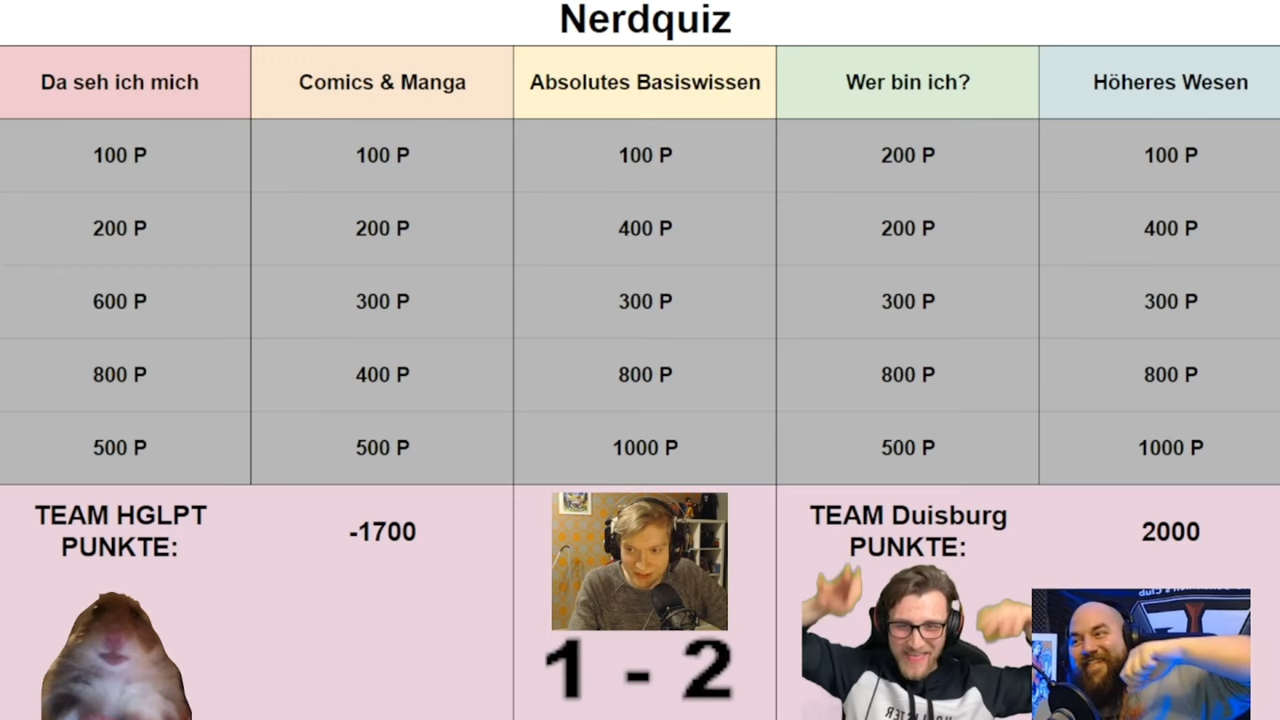 Nerdquiz
Da seh ich mich
Comics & Manga
Absolutes Basiswissen
Wer bin ich?
Höheres Wesen
100 P
100 P
100 P
200 P
100 P
200 P
200 P
400 P
200 P
400 P
600 P
300 P
300 P
300 P
300 P
800 P
400 P
800 P
800 P
800 P
500 P
500 P
1000 P
500 P
1000 P
TEAM HGLPT
PUNKTE:
-1700
TEAM Duisburg
PUNKTE:
2000
1 - 2